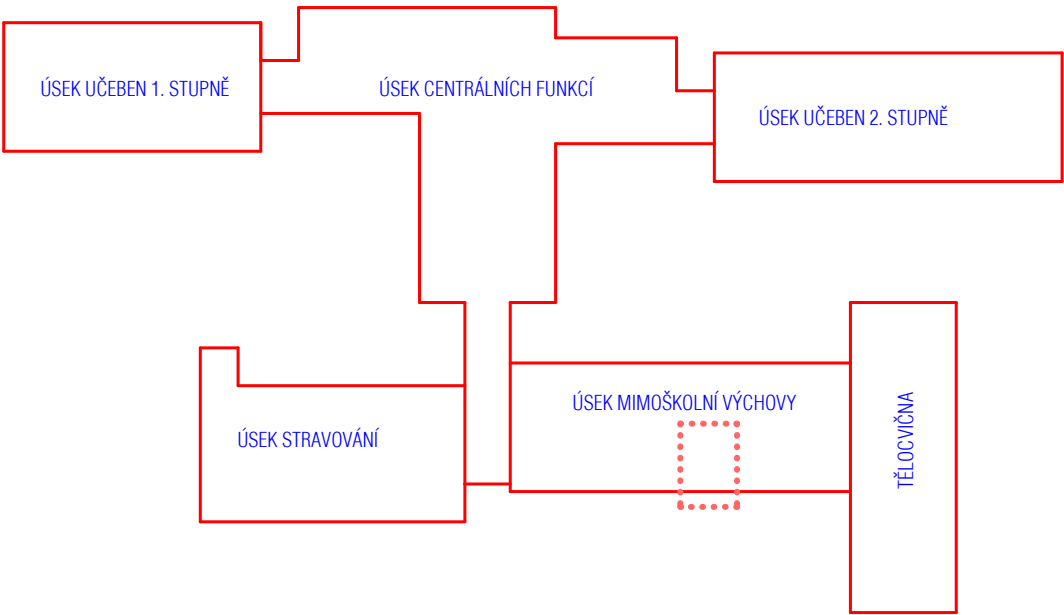 ÚSEK UČEBEN 1. STUPNĚ
ÚSEK CENTRÁLNÍCH FUNKCÍ
ÚSEK UČEBEN 2. STUPNĚ
ÚSEK MIMOŠKOLNÍ VÝCHOVY
ÚSEK STRAVOVÁNÍ
TĚLOCVIČNA